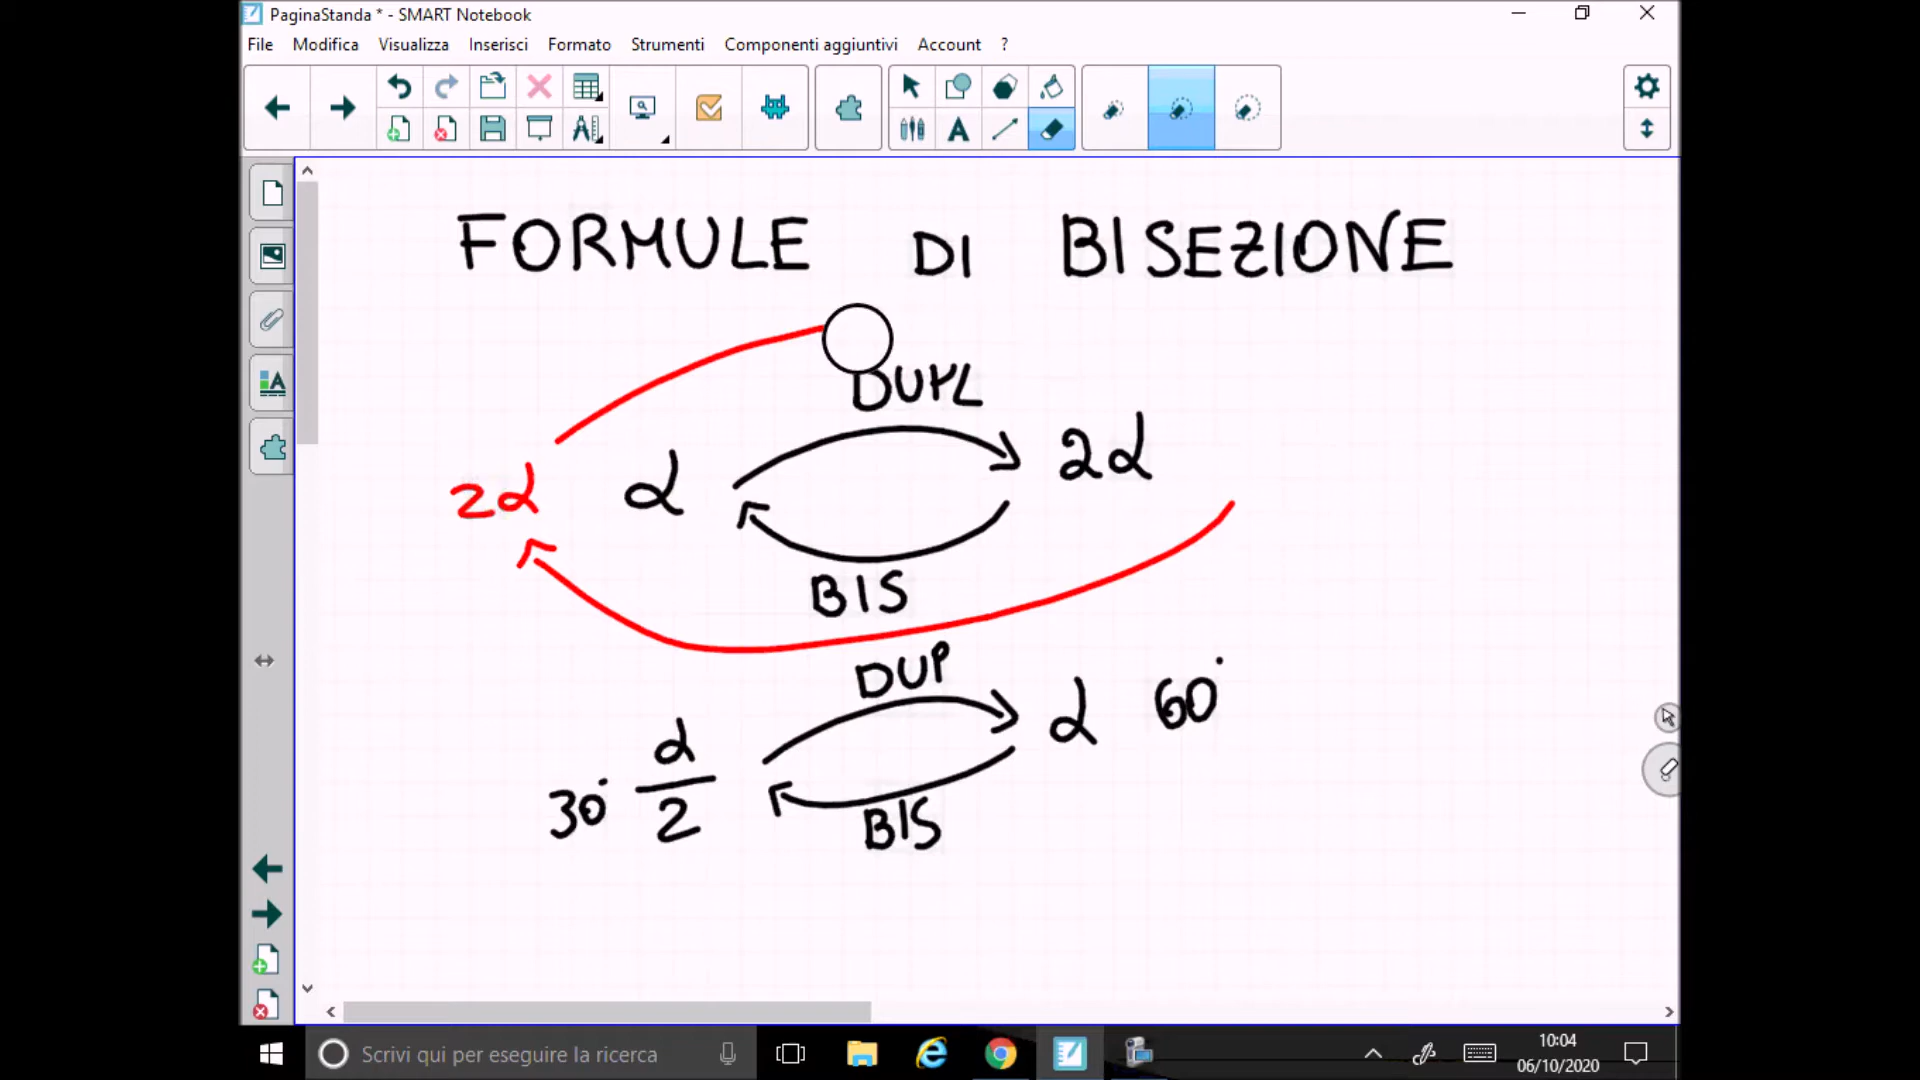 PaginaStanda * - SMART Notebook
File Modifica Visualizza Inserisci Formato Strumenti Componenti aggiuntivi Account ?
FORMULE DI BISEZIONE
DUPL
2α α 2α
BIS
DUP
α 60°
30° α/2
BIS
Scrivi qui per eseguire la ricerca
10:04
06/10/2020